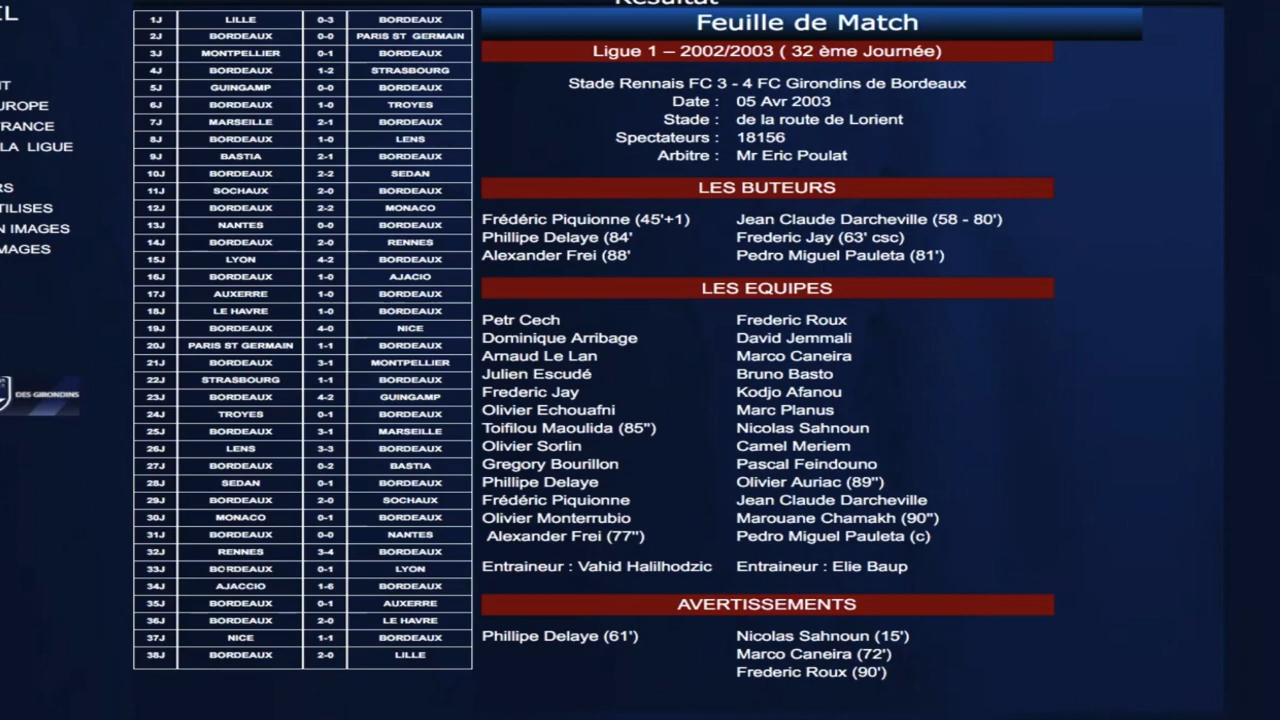 EL
Résultat
NT
UROPE
FRANCE
LA LIGUE
RS
TILISES
N IMAGES
MAGES
DES GIRONDINS
1J LILLE 0-3 BORDEAUX
2J BORDEAUX 0-0 PARIS ST GERMAIN
3J MONTPELLIER 0-1 BORDEAUX
4J BORDEAUX 1-2 STRASBOURG
5J GUINGAMP 0-0 BORDEAUX
6J BORDEAUX 1-0 TROYES
7J MARSEILLE 2-1 BORDEAUX
8J BORDEAUX 1-0 LENS
9J BASTIA 2-1 BORDEAUX
10J BORDEAUX 2-2 SEDAN
11J SOCHAUX 2-0 BORDEAUX
12J BORDEAUX 2-2 MONACO
13J NANTES 0-0 BORDEAUX
14J BORDEAUX 2-0 RENNES
15J LYON 4-2 BORDEAUX
16J BORDEAUX 1-0 AJACIO
17J AUXERRE 1-0 BORDEAUX
18J LE HAVRE 1-0 BORDEAUX
19J BORDEAUX 4-0 NICE
20J PARIS ST GERMAIN 1-1 BORDEAUX
21J BORDEAUX 3-1 MONTPELLIER
22J STRASBOURG 1-1 BORDEAUX
23J BORDEAUX 4-2 GUINGAMP
24J TROYES 0-1 BORDEAUX
25J BORDEAUX 3-1 MARSEILLE
26J LENS 3-3 BORDEAUX
27J BORDEAUX 0-2 BASTIA
28J SEDAN 0-1 BORDEAUX
29J BORDEAUX 2-0 SOCHAUX
30J MONACO 0-1 BORDEAUX
31J BORDEAUX 0-0 NANTES
32J RENNES 3-4 BORDEAUX
33J BORDEAUX 0-1 LYON
34J AJACCIO 1-6 BORDEAUX
35J BORDEAUX 0-1 AUXERRE
36J BORDEAUX 2-0 LE HAVRE
37J NICE 1-1 BORDEAUX
38J BORDEAUX 2-0 LILLE
Feuille de Match
Ligue 1 – 2002/2003 ( 32 ème Journée)
Stade Rennais FC 3 - 4 FC Girondins de Bordeaux
Date : 05 Avr 2003
Stade : de la route de Lorient
Spectateurs : 18156
Arbitre : Mr Eric Poulat
LES BUTEURS
Frédéric Piquionne (45'+1) Jean Claude Darcheville (58 - 80')
Phillipe Delaye (84' Frederic Jay (63' csc)
Alexander Frei (88' Pedro Miguel Pauleta (81')
LES EQUIPES
Petr Cech Frederic Roux
Dominique Arribage David Jemmali
Arnaud Le Lan Marco Caneira
Julien Escudé Bruno Basto
Frederic Jay Kodjo Afanou
Olivier Echouafni Marc Planus
Toifilou Maoulida (85'') Nicolas Sahnoun
Olivier Sorlin Camel Meriem
Gregory Bourillon Pascal Feindouno
Phillipe Delaye Olivier Auriac (89'')
Frédéric Piquionne Jean Claude Darcheville
Olivier Monterrubio Marouane Chamakh (90'')
Alexander Frei (77'') Pedro Miguel Pauleta (c)
Entraineur : Vahid Halilhodzic Entraineur : Elie Baup
AVERTISSEMENTS
Phillipe Delaye (61') Nicolas Sahnoun (15')
Marco Caneira (72')
Frederic Roux (90')